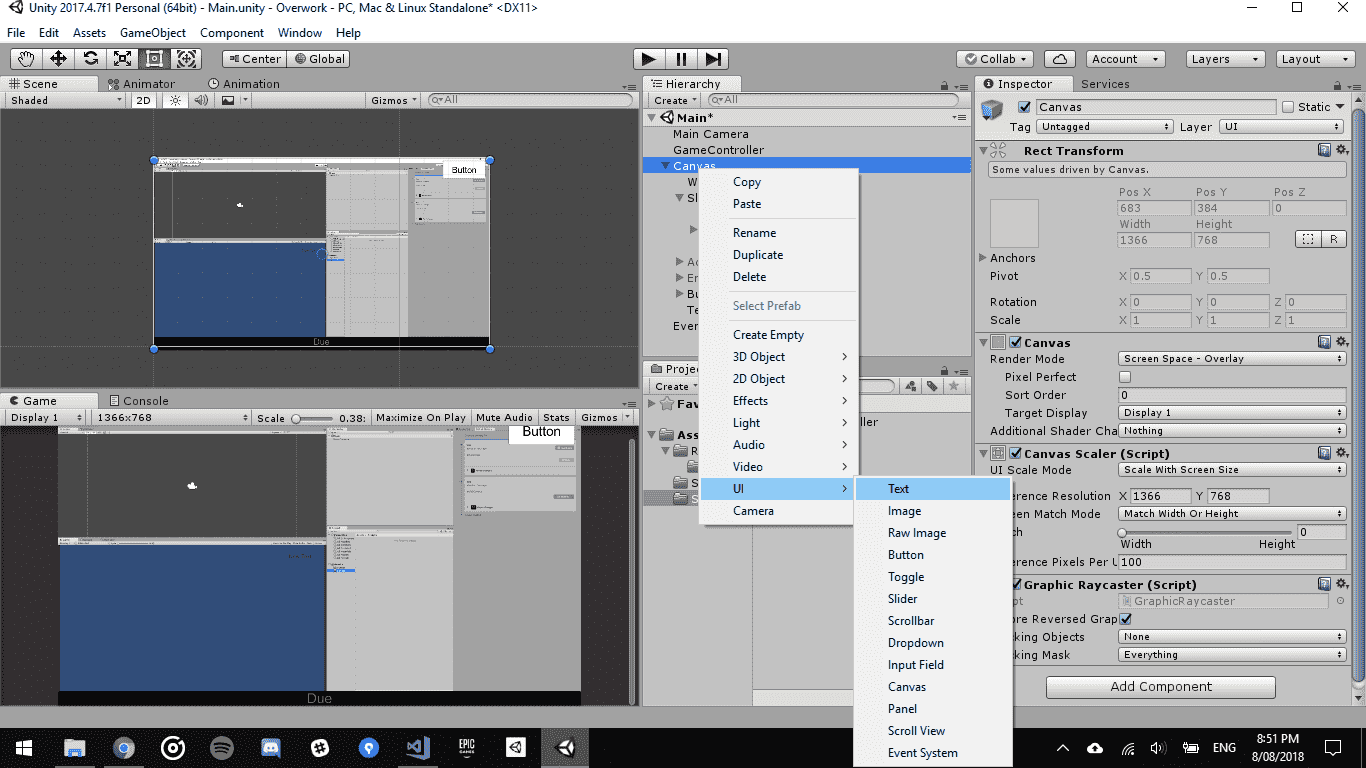 Unity 2017.4.7f1 Personal (64bit) - Main.unity - Overwork - PC, Mac & Linux Standalone* <DX11>
File Edit Assets GameObject Component Window Help
Center Global Collab Account Layers Layout
Scene Animator Animation
Shaded 2D Gizmos All
Button
Due
Game Console
Display 1 1366x768 Scale 0.38: Maximize On Play Mute Audio Stats Gizmos
Button
Due
Hierarchy
Create All
Main*
Main Camera
GameController
Canvas
W
Sl
Ac
En
Bu
Te
Even
Projec
Create
Fav
Ass
R
S
S
ller
Copy
Paste
Rename
Duplicate
Delete
Select Prefab
Create Empty
3D Object
2D Object
Effects
Light
Audio
Video
UI
Camera
Text
Image
Raw Image
Button
Toggle
Slider
Scrollbar
Dropdown
Input Field
Canvas
Panel
Scroll View
Event System
Inspector Services
Canvas Static
Tag Untagged Layer UI
Rect Transform
Some values driven by Canvas.
Pos X Pos Y Pos Z
683 384 0
Width Height
1366 768
R
Anchors
Pivot X 0.5 Y 0.5
Rotation X 0 Y 0 Z 0
Scale X 1 Y 1 Z 1
Canvas
Render Mode Screen Space - Overlay
Pixel Perfect
Sort Order 0
Target Display Display 1
Additional Shader Cha Nothing
Canvas Scaler (Script)
UI Scale Mode Scale With Screen Size
erence Resolution X 1366 Y 768
een Match Mode Match Width Or Height
ch 0
Width Height
erence Pixels Per U 100
Graphic Raycaster (Script)
pt GraphicRaycaster
ore Reversed Grap
cking Objects None
cking Mask Everything
Add Component
EPIC
GAMES
ENG
8:51 PM
8/08/2018